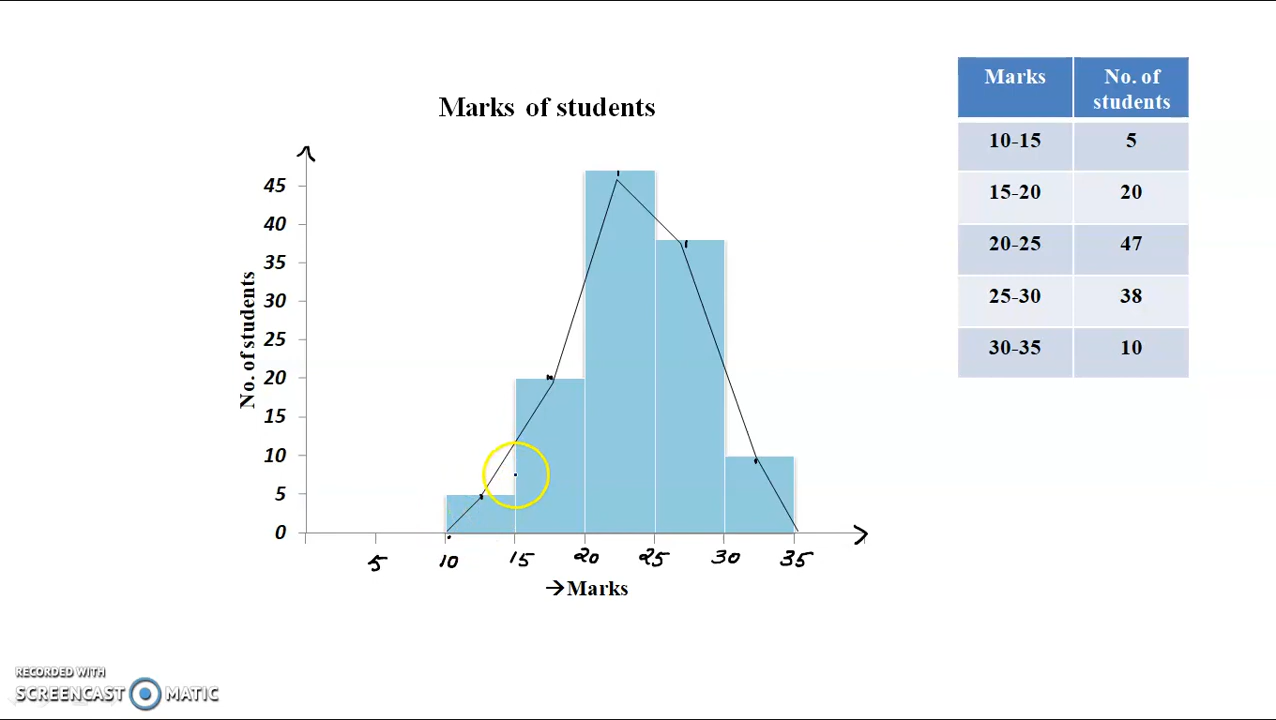 Marks of students
45
40
35
30
25
20
15
10
5
0
No. of students
5 10 15 20 25 30 35
→Marks
Marks No. of students
10-15 5
15-20 20
20-25 47
25-30 38
30-35 10
RECORDED WITH
SCREENCAST MATIC